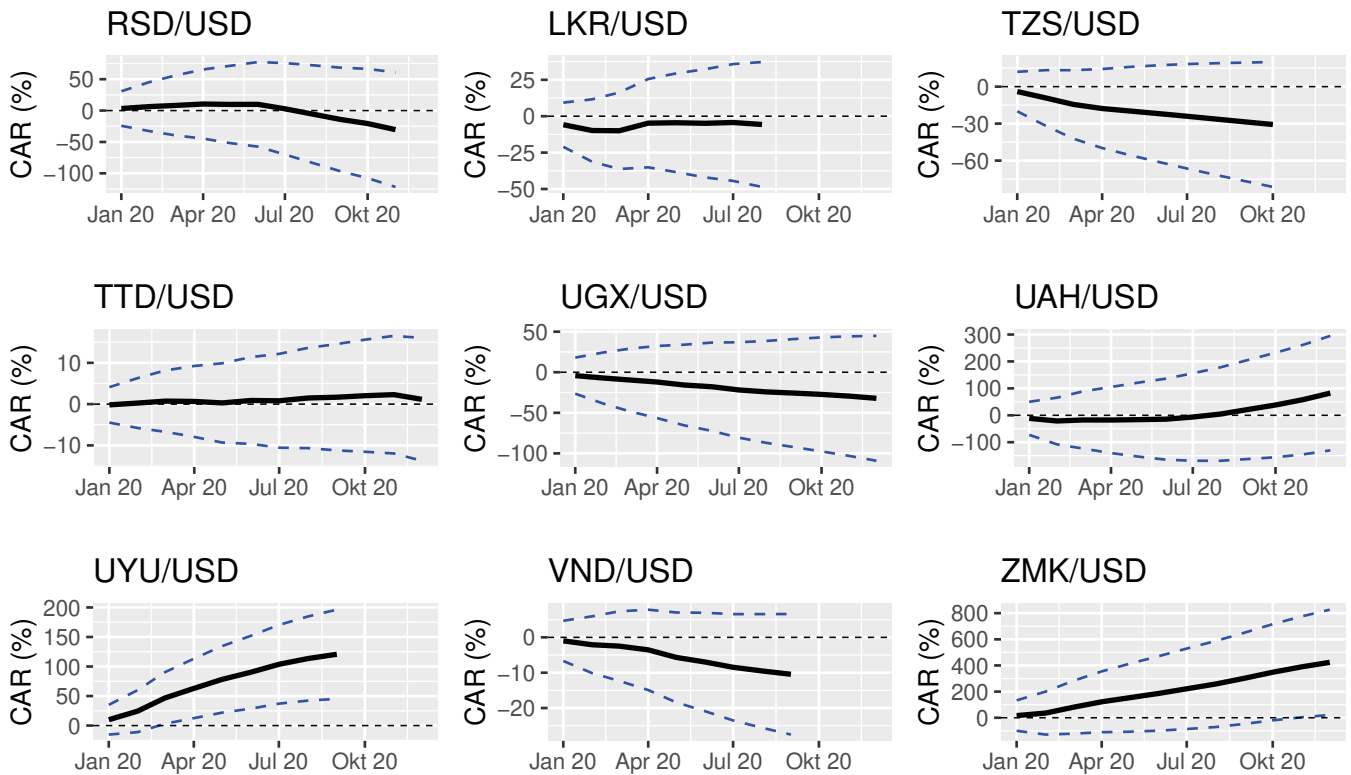 RSD/USD
CAR (%)
50
0
−50
−100
Jan 20 Apr 20 Jul 20 Okt 20
LKR/USD
CAR (%)
25
0
−25
−50
Jan 20 Apr 20 Jul 20 Okt 20
TZS/USD
CAR (%)
0
−30
−60
Jan 20 Apr 20 Jul 20 Okt 20
TTD/USD
CAR (%)
10
0
−10
Jan 20 Apr 20 Jul 20 Okt 20
UGX/USD
CAR (%)
50
0
−50
−100
Jan 20 Apr 20 Jul 20 Okt 20
UAH/USD
CAR (%)
300
200
100
0
−100
Jan 20 Apr 20 Jul 20 Okt 20
UYU/USD
CAR (%)
200
150
100
50
0
Jan 20 Apr 20 Jul 20 Okt 20
VND/USD
CAR (%)
0
−10
−20
Jan 20 Apr 20 Jul 20 Okt 20
ZMK/USD
CAR (%)
800
600
400
200
0
Jan 20 Apr 20 Jul 20 Okt 20